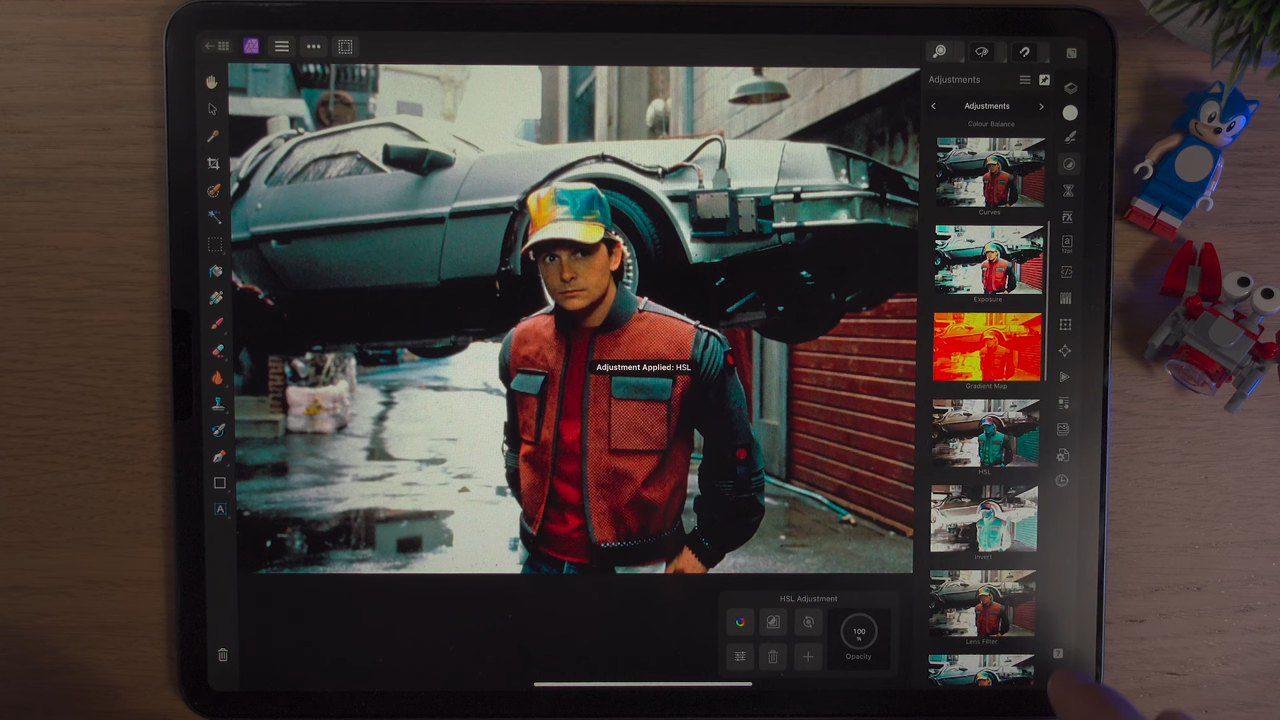 Adjustments
Adjustments
Colour Balance
Curves
Exposure
Gradient Map
HSL
Invert
Lens Filter
Adjustment Applied: HSL
HSL Adjustment
100
%
Opacity
A
FX
a
?